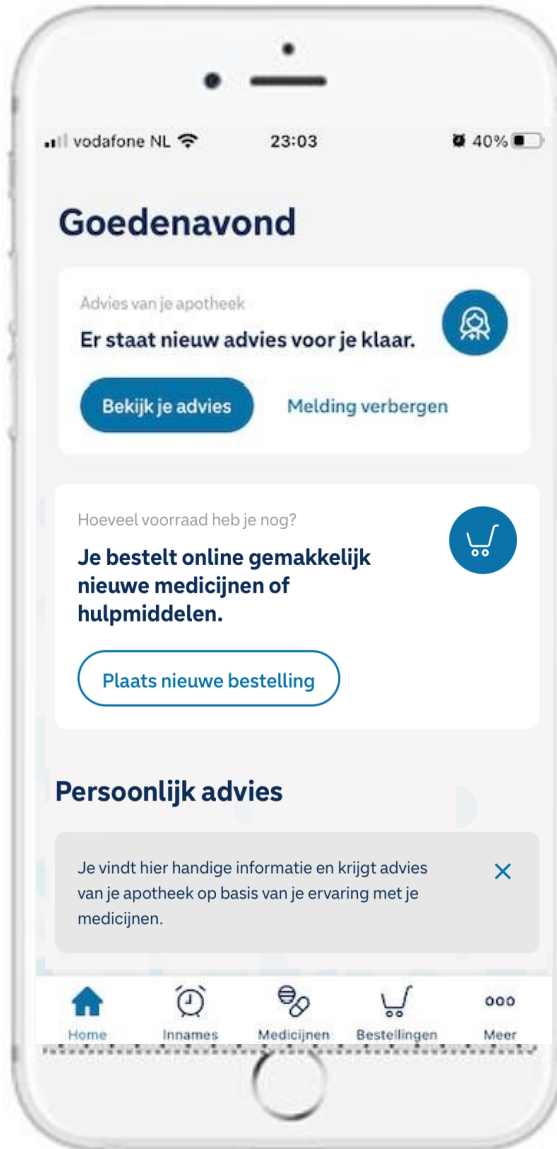 vodafone NL 23:03 40%
Goedenavond
Advies van je apotheek
Er staat nieuw advies voor je klaar.
Bekijk je advies Melding verbergen
Hoeveel voorraad heb je nog?
Je bestelt online gemakkelijk
nieuwe medicijnen of
hulpmiddelen.
Plaats nieuwe bestelling
Persoonlijk advies
Je vindt hier handige informatie en krijgt advies
van je apotheek op basis van je ervaring met je
medicijnen.
Home Innames Medicijnen Bestellingen Meer